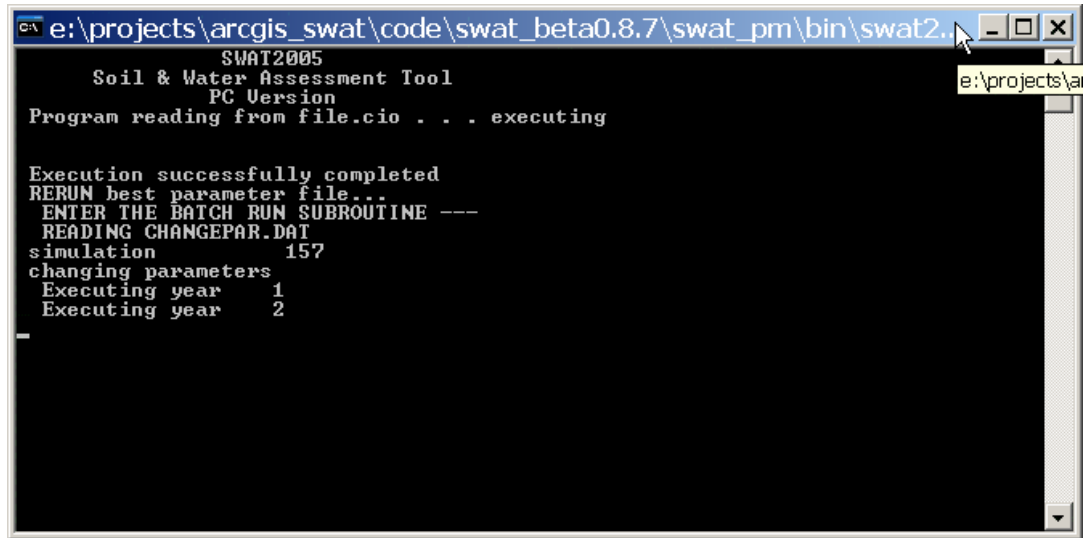 e:\projects\arcgis_swat\code\swat_beta0.8.7\swat_pm\bin\swat2..
SWAT2005
e:\projects\a
Soil & Water Assessment Tool
PC Version
Program reading from file.cio . . . executing
Execution successfully completed
RERUN best parameter file...
ENTER THE BATCH RUN SUBROUTINE ---
READING CHANGEPAR.DAT
simulation 157
changing parameters
Executing year 1
Executing year 2